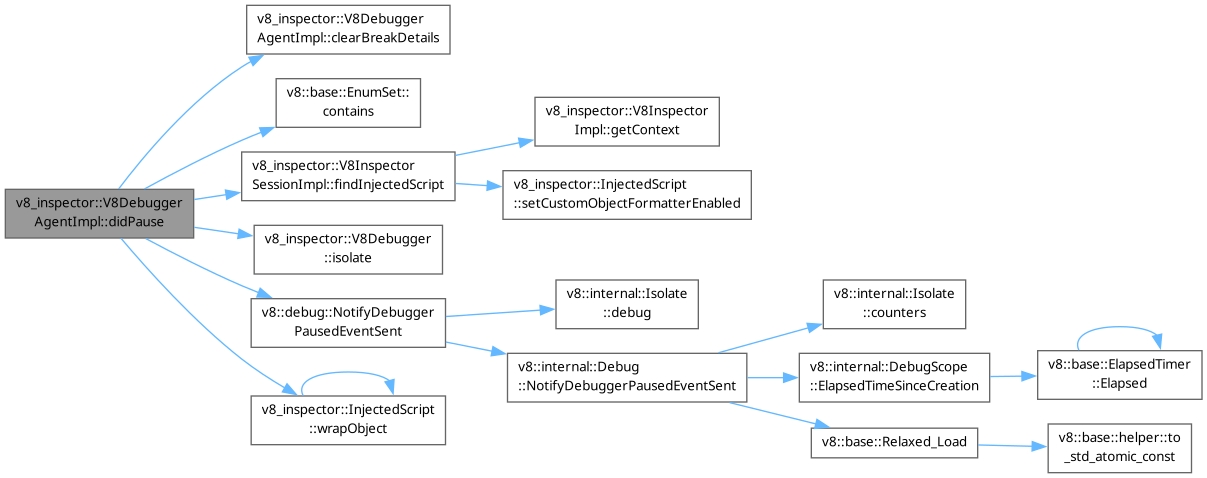 v8_inspector::V8Debugger
AgentImpl::didPause
v8_inspector::V8Debugger
AgentImpl::clearBreakDetails
v8::base::EnumSet::
contains
v8_inspector::V8Inspector
SessionImpl::findInjectedScript
v8_inspector::V8Inspector
Impl::getContext
v8_inspector::InjectedScript
::setCustomObjectFormatterEnabled
v8_inspector::V8Debugger
::isolate
v8::debug::NotifyDebugger
PausedEventSent
v8::internal::Isolate
::debug
v8::internal::Debug
::NotifyDebuggerPausedEventSent
v8::internal::Isolate
::counters
v8::internal::DebugScope
::ElapsedTimeSinceCreation
v8::base::ElapsedTimer
::Elapsed
v8::base::Relaxed_Load
v8::base::helper::to
_std_atomic_const
v8_inspector::InjectedScript
::wrapObject